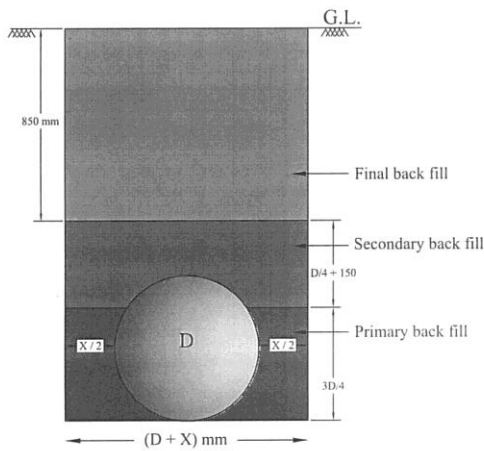 G.L.
850 mm
Final back fill
Secondary back fill
D/4 + 150
Primary back fill
X / 2
D
X / 2
3D/4
(D + X) mm